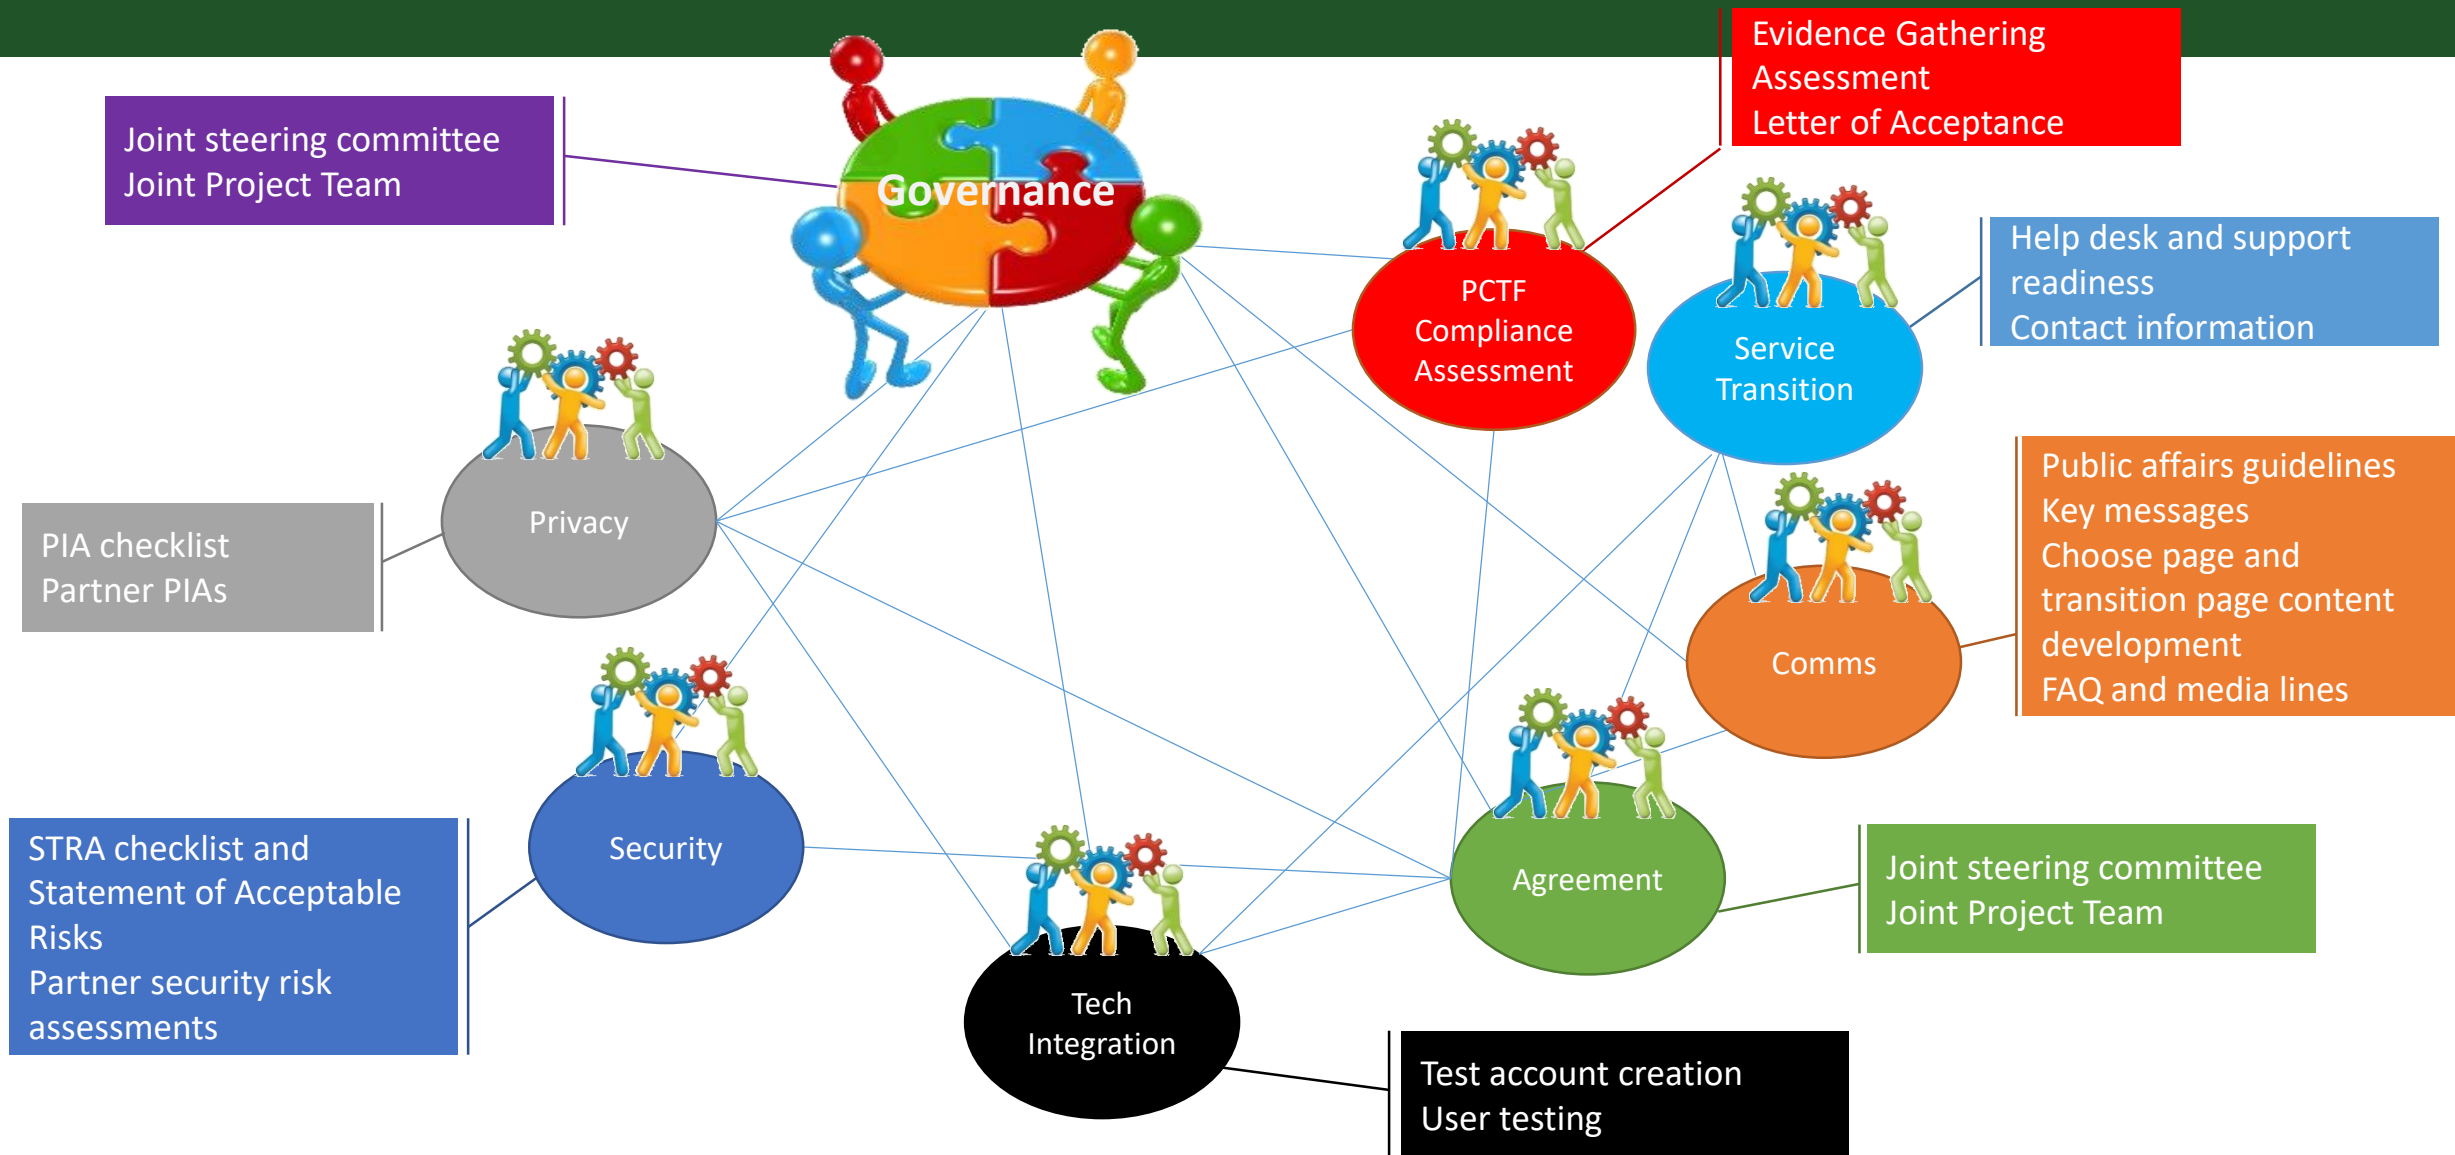 Evidence Gathering
Assessment
Letter of Acceptance
Joint steering committee
Joint Project Team
Governance
PCTF
Compliance
Assessment
Help desk and support
readiness
Contact information
Service
Transition
Public affairs guidelines
Key messages
Choose page and
transition page content
development
FAQ and media lines
Comms
Privacy
PIA checklist
Partner PIAs
Security
STRA checklist and
Statement of Acceptable
Risks
Partner security risk
assessments
Agreement
Joint steering committee
Joint Project Team
Tech
Integration
Test account creation
User testing